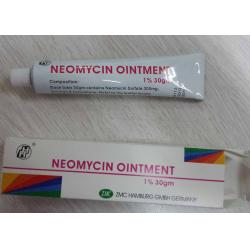 NEOMYCIN OINTMENT
1% 30gm
Composition:
Each tube 30gm contains Neomycin Sulfate 300mg.
NEOMYCIN OINTMENT
1% 30gm
ZMC
ZMC HAMBURG GMBH GERMANY